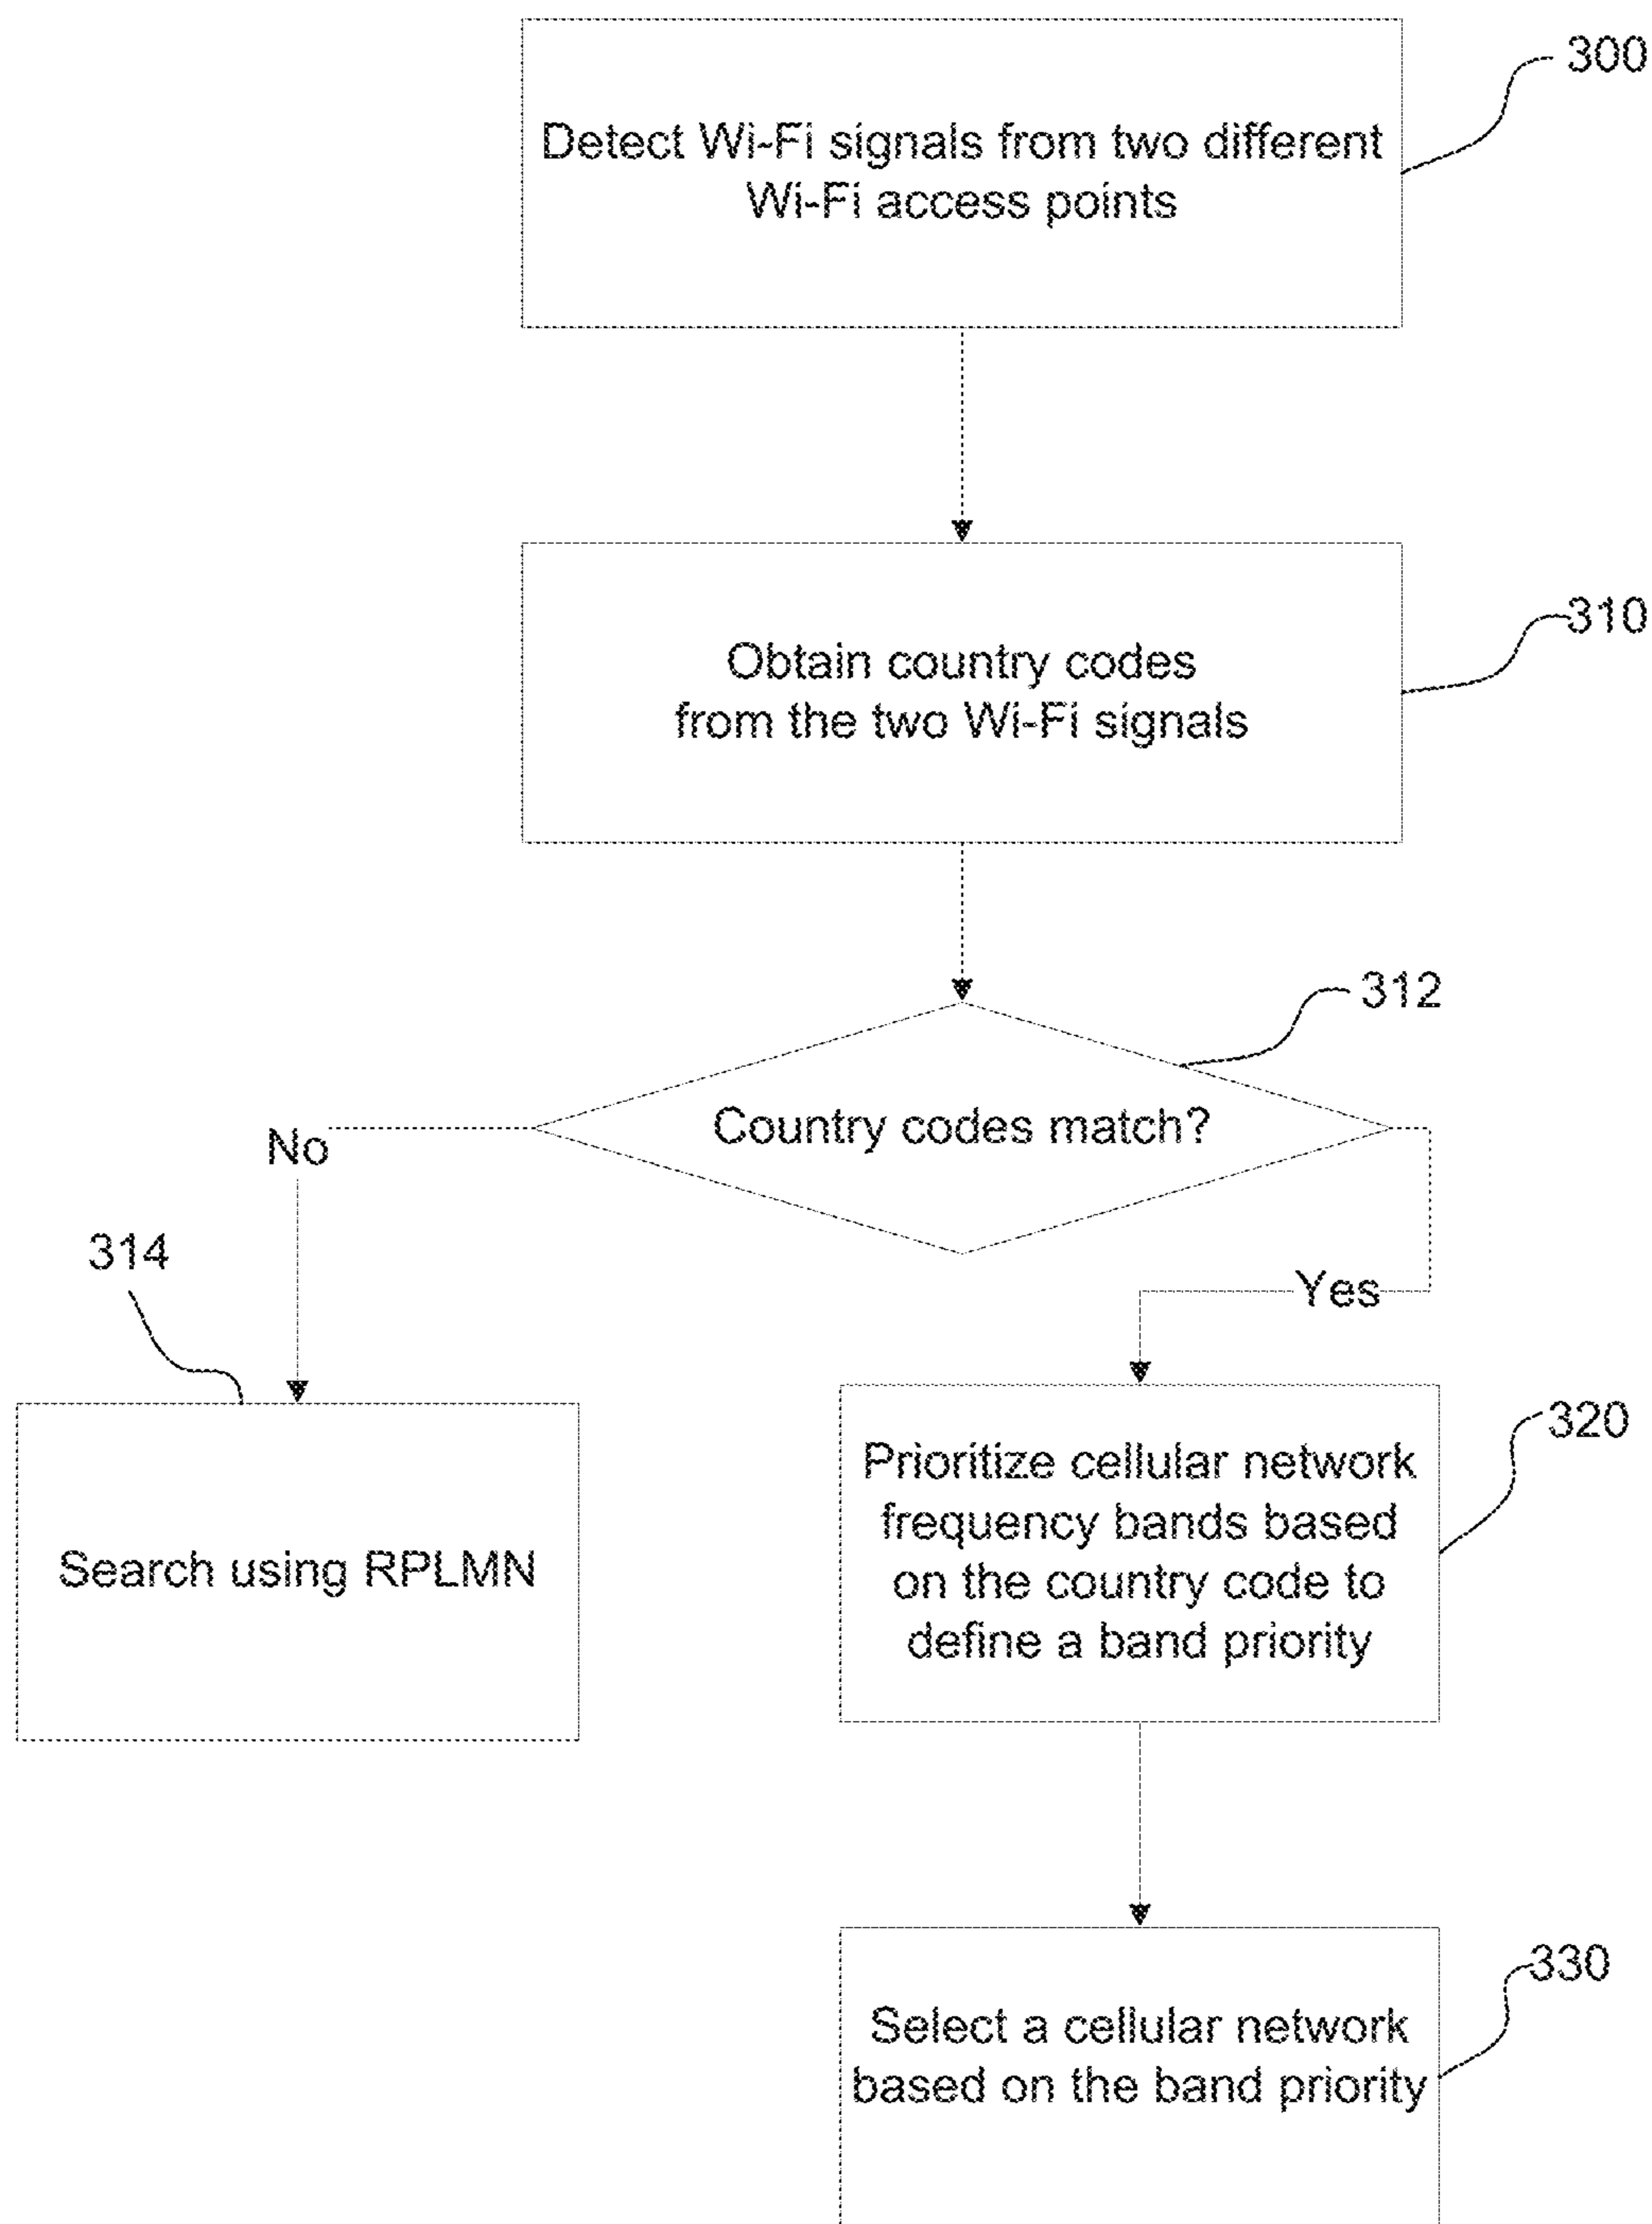 300
Detect Wi-Fi signals from two different
Wi-Fi access points
310
Obtain country codes
from the two Wi-Fi signals
312
Country codes match?
No
Yes
314
Search using RPLMN
320
Prioritize cellular network
frequency bands based
on the country code to
define a band priority
330
Select a cellular network
based on the band priority